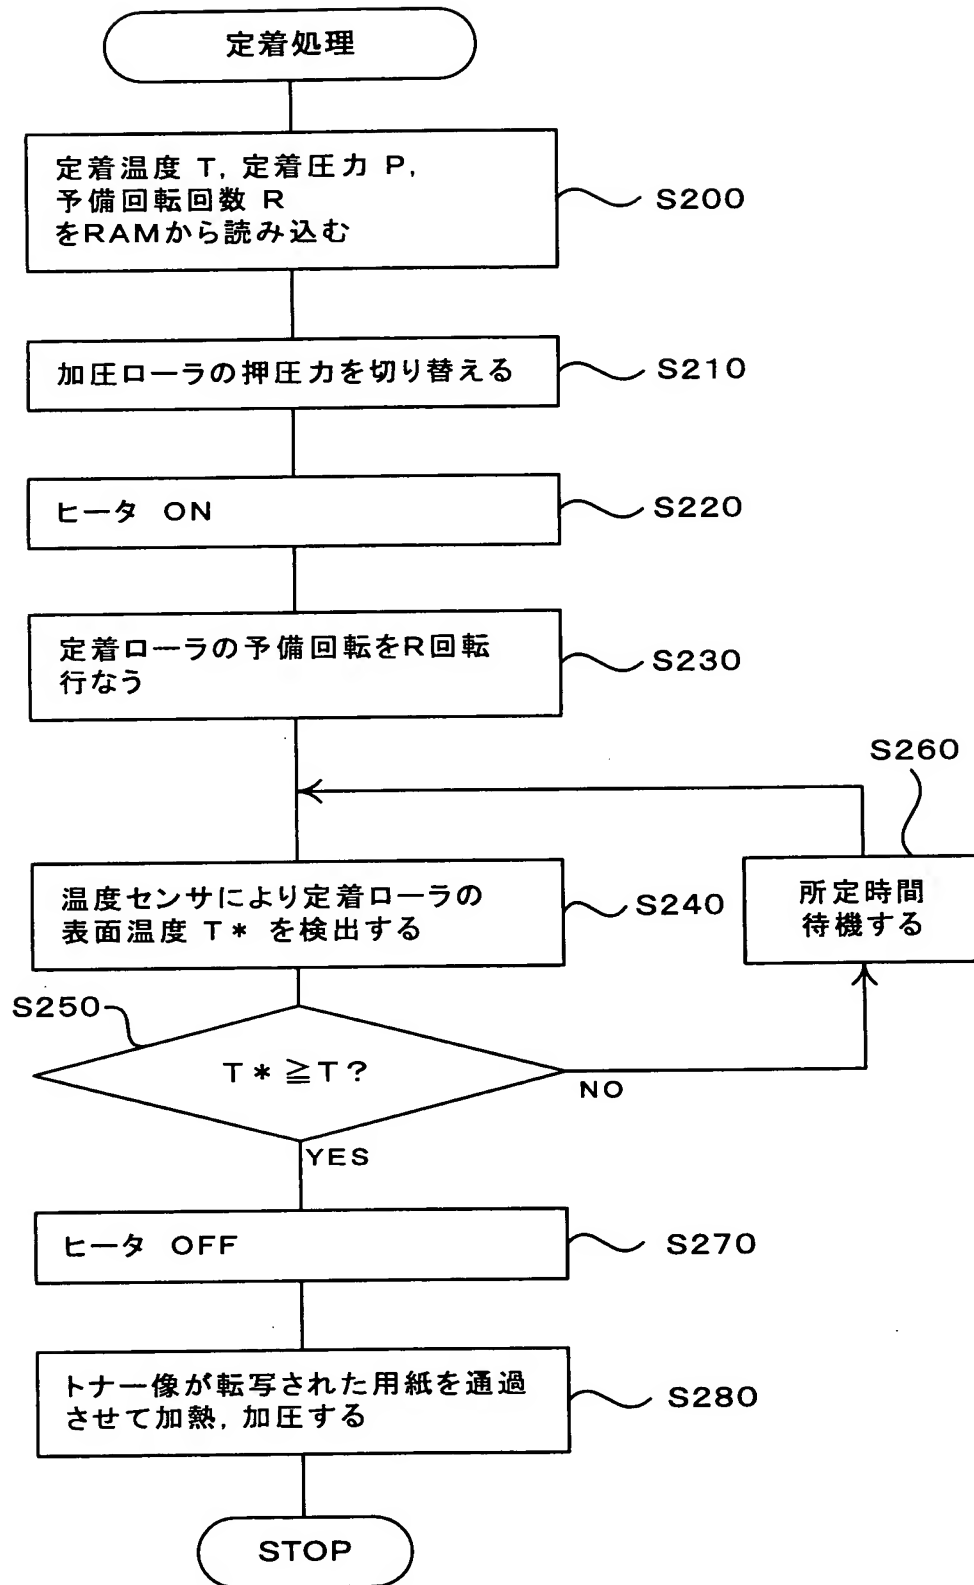 定着処理
定着温度 T, 定着圧力 P,
予備回転回数 R
をRAMから読み込む
S200
加圧ローラの押圧力を切り替える
S210
ヒータ ON
S220
定着ローラの予備回転をR回転
行なう
S230
S260
温度センサにより定着ローラの
表面温度 T* を検出する
S240
所定時間
待機する
S250
T*≧T?
NO
YES
ヒータ OFF
S270
トナー像が転写された用紙を通過
させて加熱, 加圧する
S280
STOP